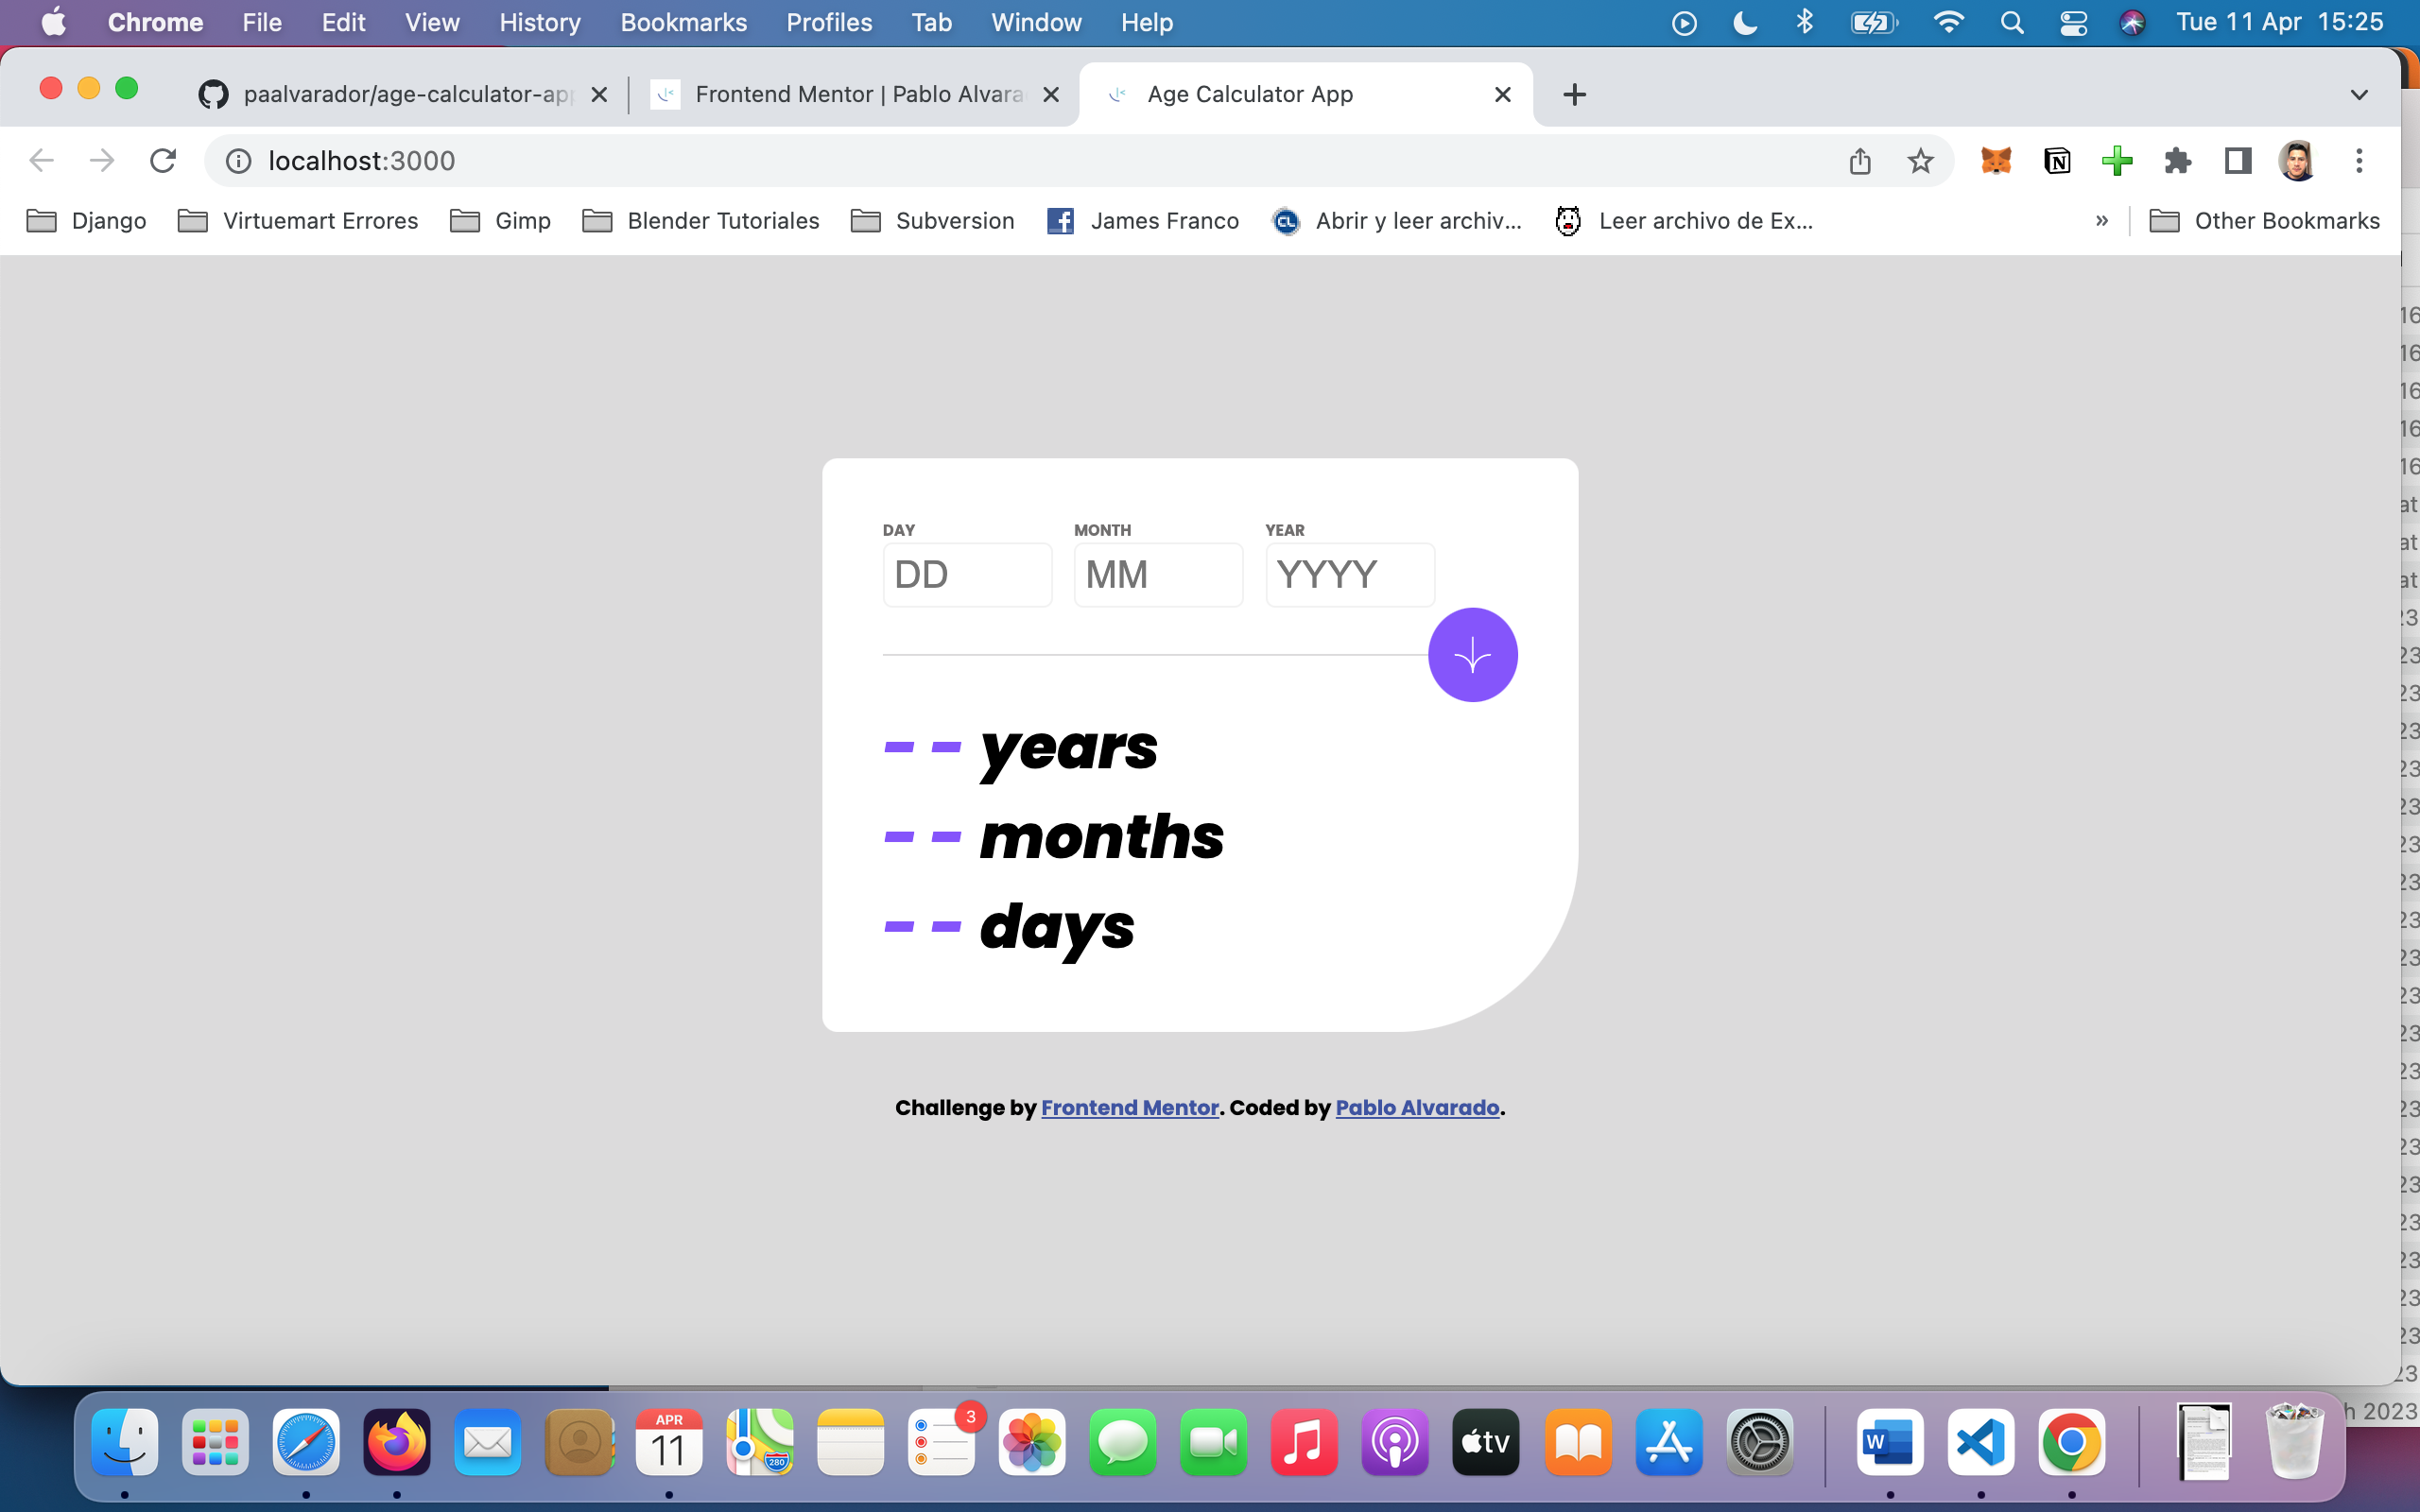 Chrome File Edit View History Bookmarks Profiles Tab Window Help Tue 11 Apr 15:25
paalvarador/age-calculator-app Frontend Mentor | Pablo Alvara Age Calculator App
localhost:3000
Django Virtuemart Errores Gimp Blender Tutoriales Subversion James Franco Abrir y leer archiv... Leer archivo de Ex... » Other Bookmarks
DAY MONTH YEAR
DD MM YYYY
-- years
-- months
-- days
Challenge by Frontend Mentor. Coded by Pablo Alvarado.
APR
11
280
3
tv
W
h 2023